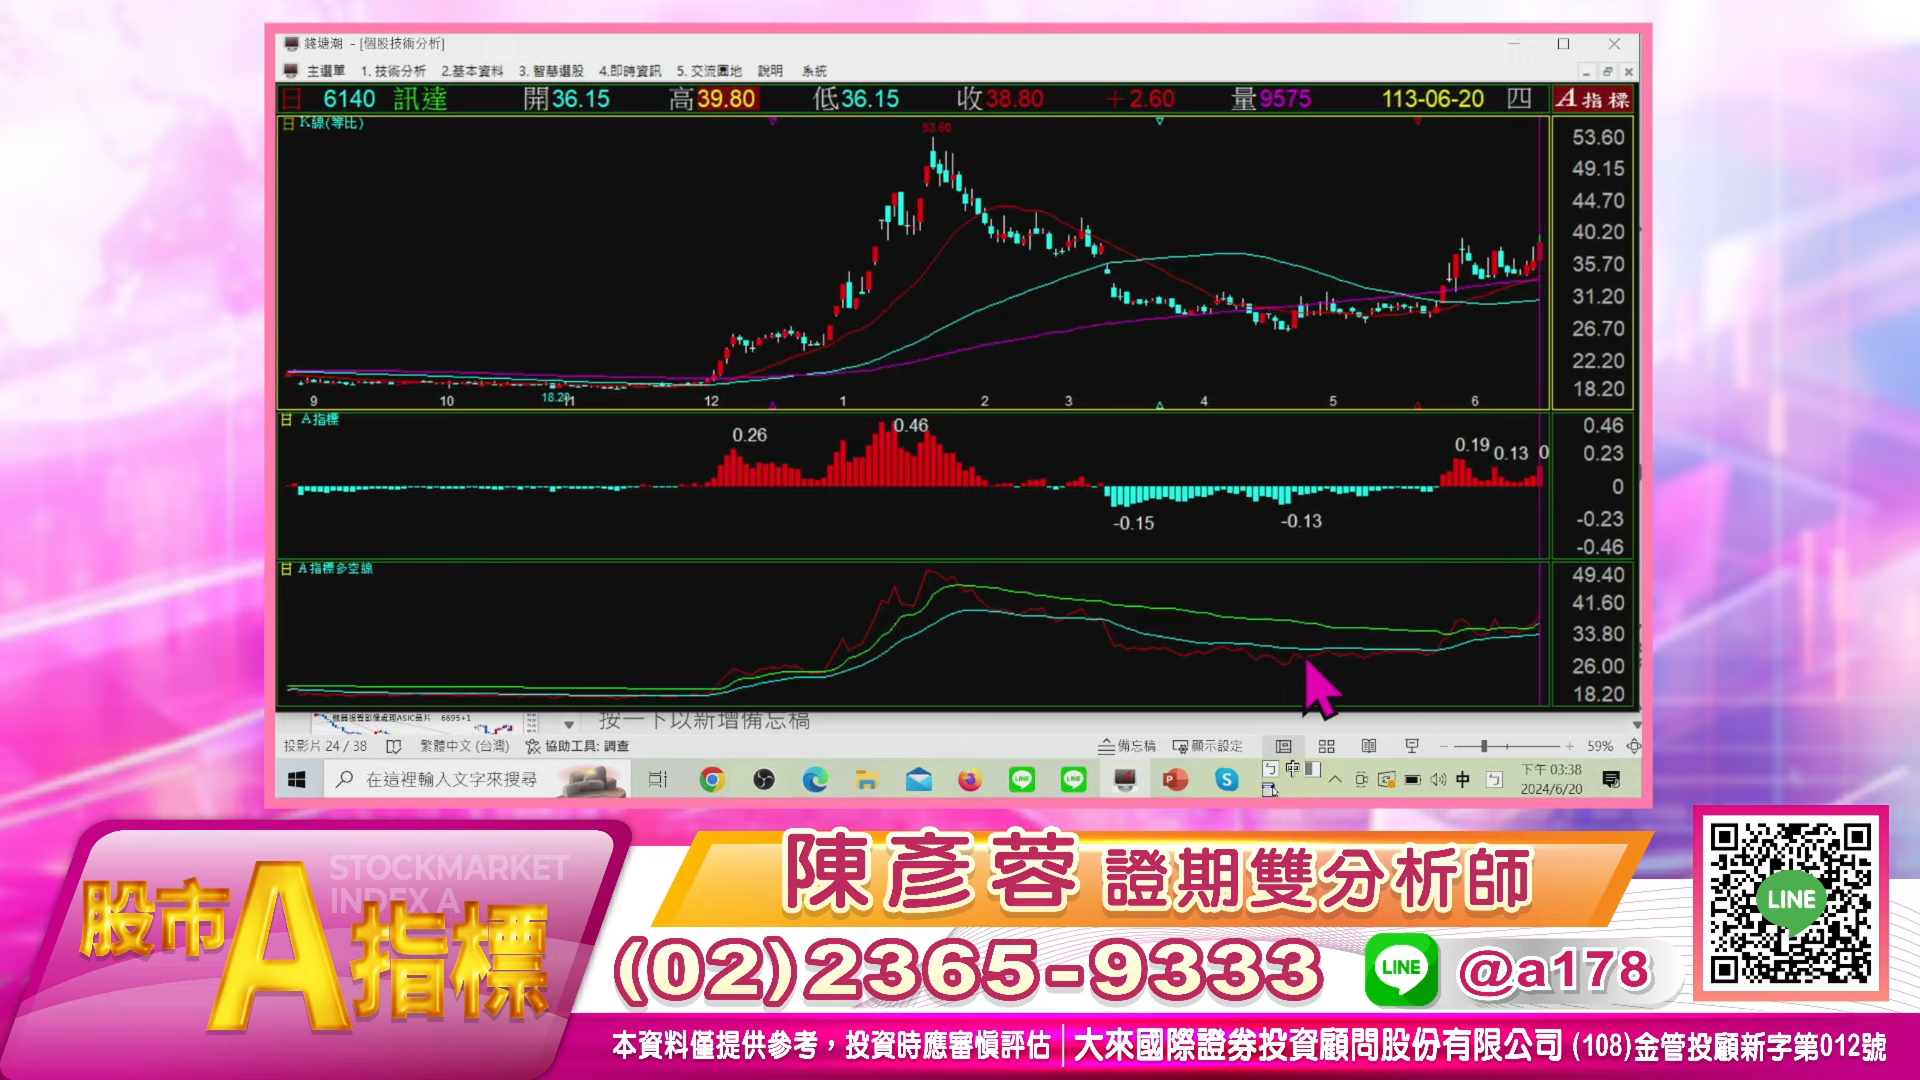 錢塘潮 - [個股技術分析]
主選單 1. 技術分析 2.基本資料 3. 智慧選股 4.即時資訊 5. 交流園地 說明 系統
日 6140 訊達 開36.15 高39.80 低36.15 收38.80 +2.60 量9575 113-06-20 四 A指標
日 K線(等比)
53.60
53.60
49.15
44.70
40.20
35.70
31.20
26.70
22.20
18.20
18.20
9 10 11 12 1 2 3 4 5 6
日 A指標
0.26 0.46 -0.15 -0.13 0.19 0.13 0
0.46
0.23
0
-0.23
-0.46
日 A指標多空線
49.40
41.60
33.80
26.00
18.20
6695+1
按一下以新增備忘稿
投影片 24 / 38 繁體中文 (台灣) 協助工具: 調查 備忘稿 顯示設定 59%
在這裡輸入文字來搜尋
中
下午 03:38
2024/6/20
STOCKMARKET
INDEX A
股市A指標
陳彥蓉 證期雙分析師
(02)2365-9333 LINE @a178
LINE
本資料僅提供參考，投資時應審慎評估 | 大來國際證券投資顧問股份有限公司 (108)金管投顧新字第012號